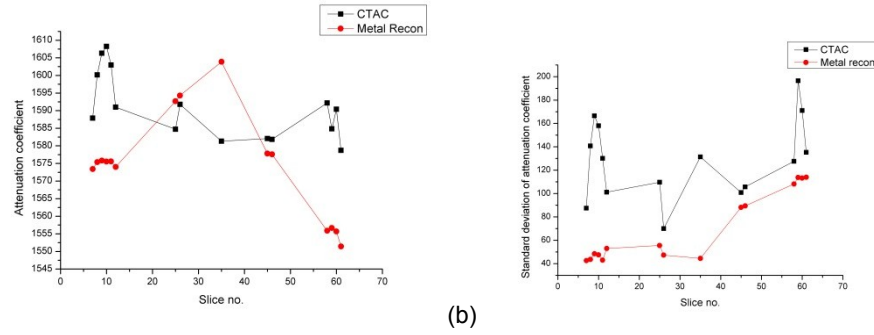 CTAC
Metal Recon
1610
1605
1600
1595
1590
1585
1580
1575
1570
1565
1560
1555
1550
1545
Attenuation coefficient
0 10 20 30 40 50 60 70
Slice no.
(b)
CTAC
Metal recon
200
180
160
140
120
100
80
60
40
Standard deviation of attenuation coefficient
0 10 20 30 40 50 60 70
Slice no.